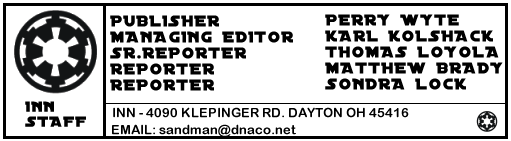 PUBLISHER PERRY WYTE
MANAGING EDITOR KARL KOLSHACK
SR.REPORTER THOMAS LOYOLA
REPORTER MATTHEW BRADY
REPORTER SONDRA LOCK
INN
STAFF
INN - 4090 KLEPINGER RD. DAYTON OH 45416
EMAIL: sandman@dnaco.net